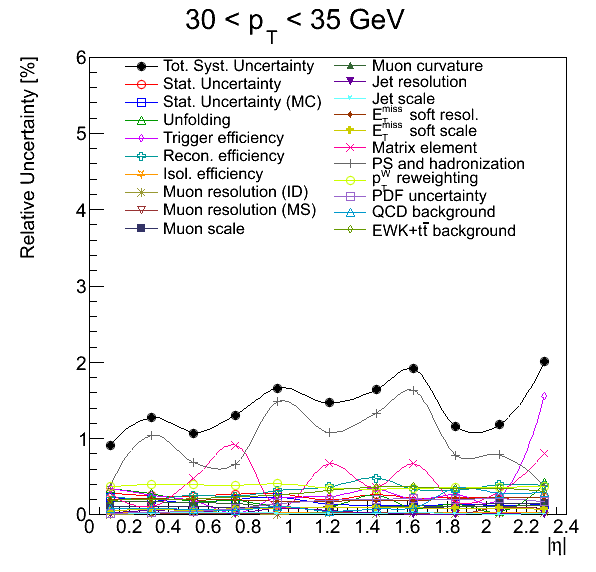 30 < pT < 35 GeV
Relative Uncertainty [%]
6
5
4
3
2
1
0
Tot. Syst. Uncertainty
Stat. Uncertainty
Stat. Uncertainty (MC)
Unfolding
Trigger efficiency
Recon. efficiency
Isol. efficiency
Muon resolution (ID)
Muon resolution (MS)
Muon scale
Muon curvature
Jet resolution
Jet scale
E_T^miss soft resol.
E_T^miss soft scale
Matrix element
PS and hadronization
p_T^W reweighting
PDF uncertainty
QCD background
EWK+tt̄ background
0 0.2 0.4 0.6 0.8 1 1.2 1.4 1.6 1.8 2 2.2 2.4
|η|